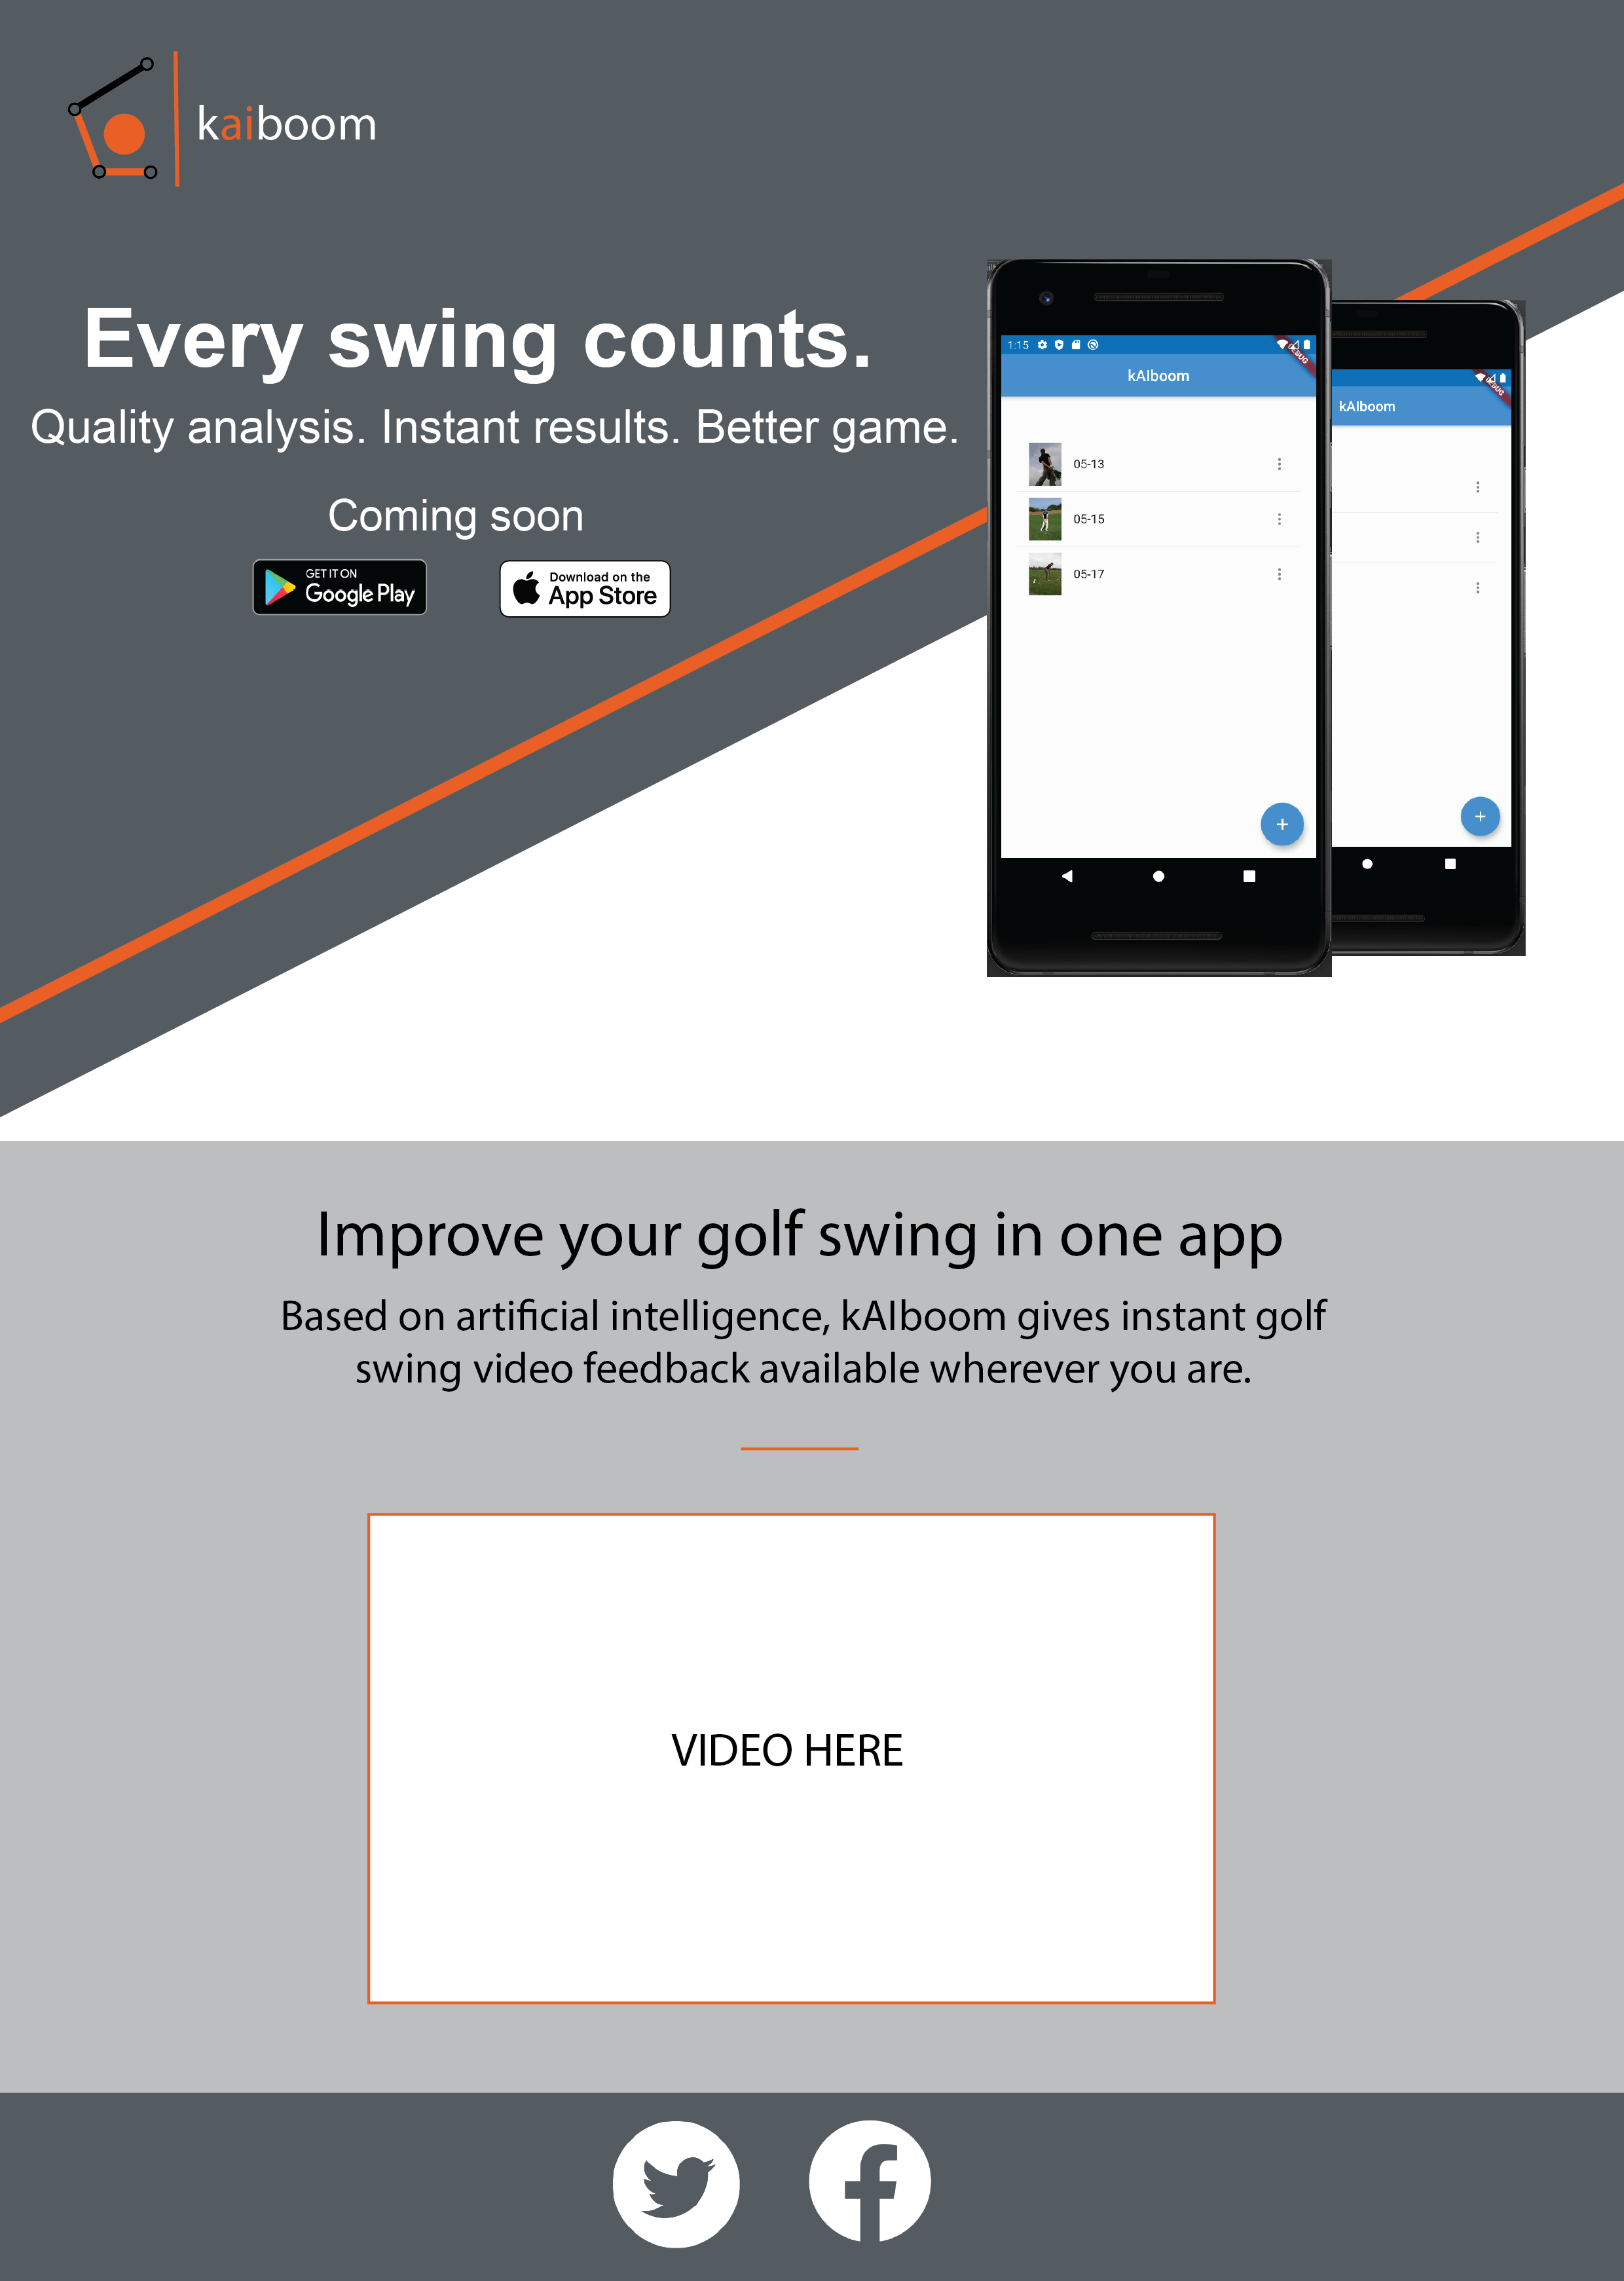 kaiboom
Every swing counts.
Quality analysis. Instant results. Better game.
Coming soon
GET IT ON
Google Play
Download on the
App Store
1:15
DEBUG
kAIboom
05-13
05-15
05-17
+
kAIboom
+
Improve your golf swing in one app
Based on artificial intelligence, kAIboom gives instant golf
swing video feedback available wherever you are.
VIDEO HERE